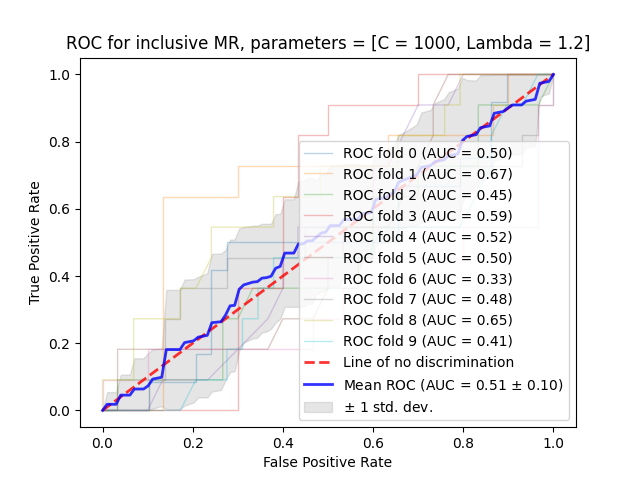 ROC for inclusive MR, parameters = [C = 1000, Lambda = 1.2]
True Positive Rate
1.0
0.8
0.6
0.4
0.2
0.0
ROC fold 0 (AUC = 0.50)
ROC fold 1 (AUC = 0.67)
ROC fold 2 (AUC = 0.45)
ROC fold 3 (AUC = 0.59)
ROC fold 4 (AUC = 0.52)
ROC fold 5 (AUC = 0.50)
ROC fold 6 (AUC = 0.33)
ROC fold 7 (AUC = 0.48)
ROC fold 8 (AUC = 0.65)
ROC fold 9 (AUC = 0.41)
Line of no discrimination
Mean ROC (AUC = 0.51 ± 0.10)
± 1 std. dev.
0.0 0.2 0.4 0.6 0.8 1.0
False Positive Rate